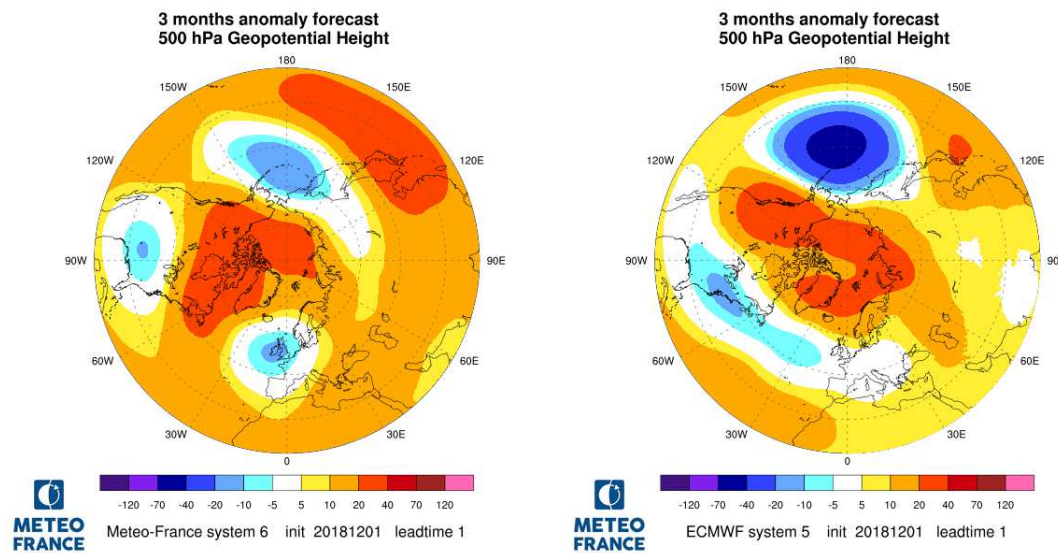 3 months anomaly forecast
500 hPa Geopotential Height
180
150W
150E
120W
120E
90W
90E
60W
60E
30W
30E
0
-120 -70 -40 -20 -10 -5 5 10 20 40 70 120
METEO
FRANCE
Meteo-France system 6 init 20181201 leadtime 1
3 months anomaly forecast
500 hPa Geopotential Height
180
150W
150E
120W
120E
90W
90E
60W
60E
30W
30E
0
-120 -70 -40 -20 -10 -5 5 10 20 40 70 120
METEO
FRANCE
ECMWF system 5 init 20181201 leadtime 1